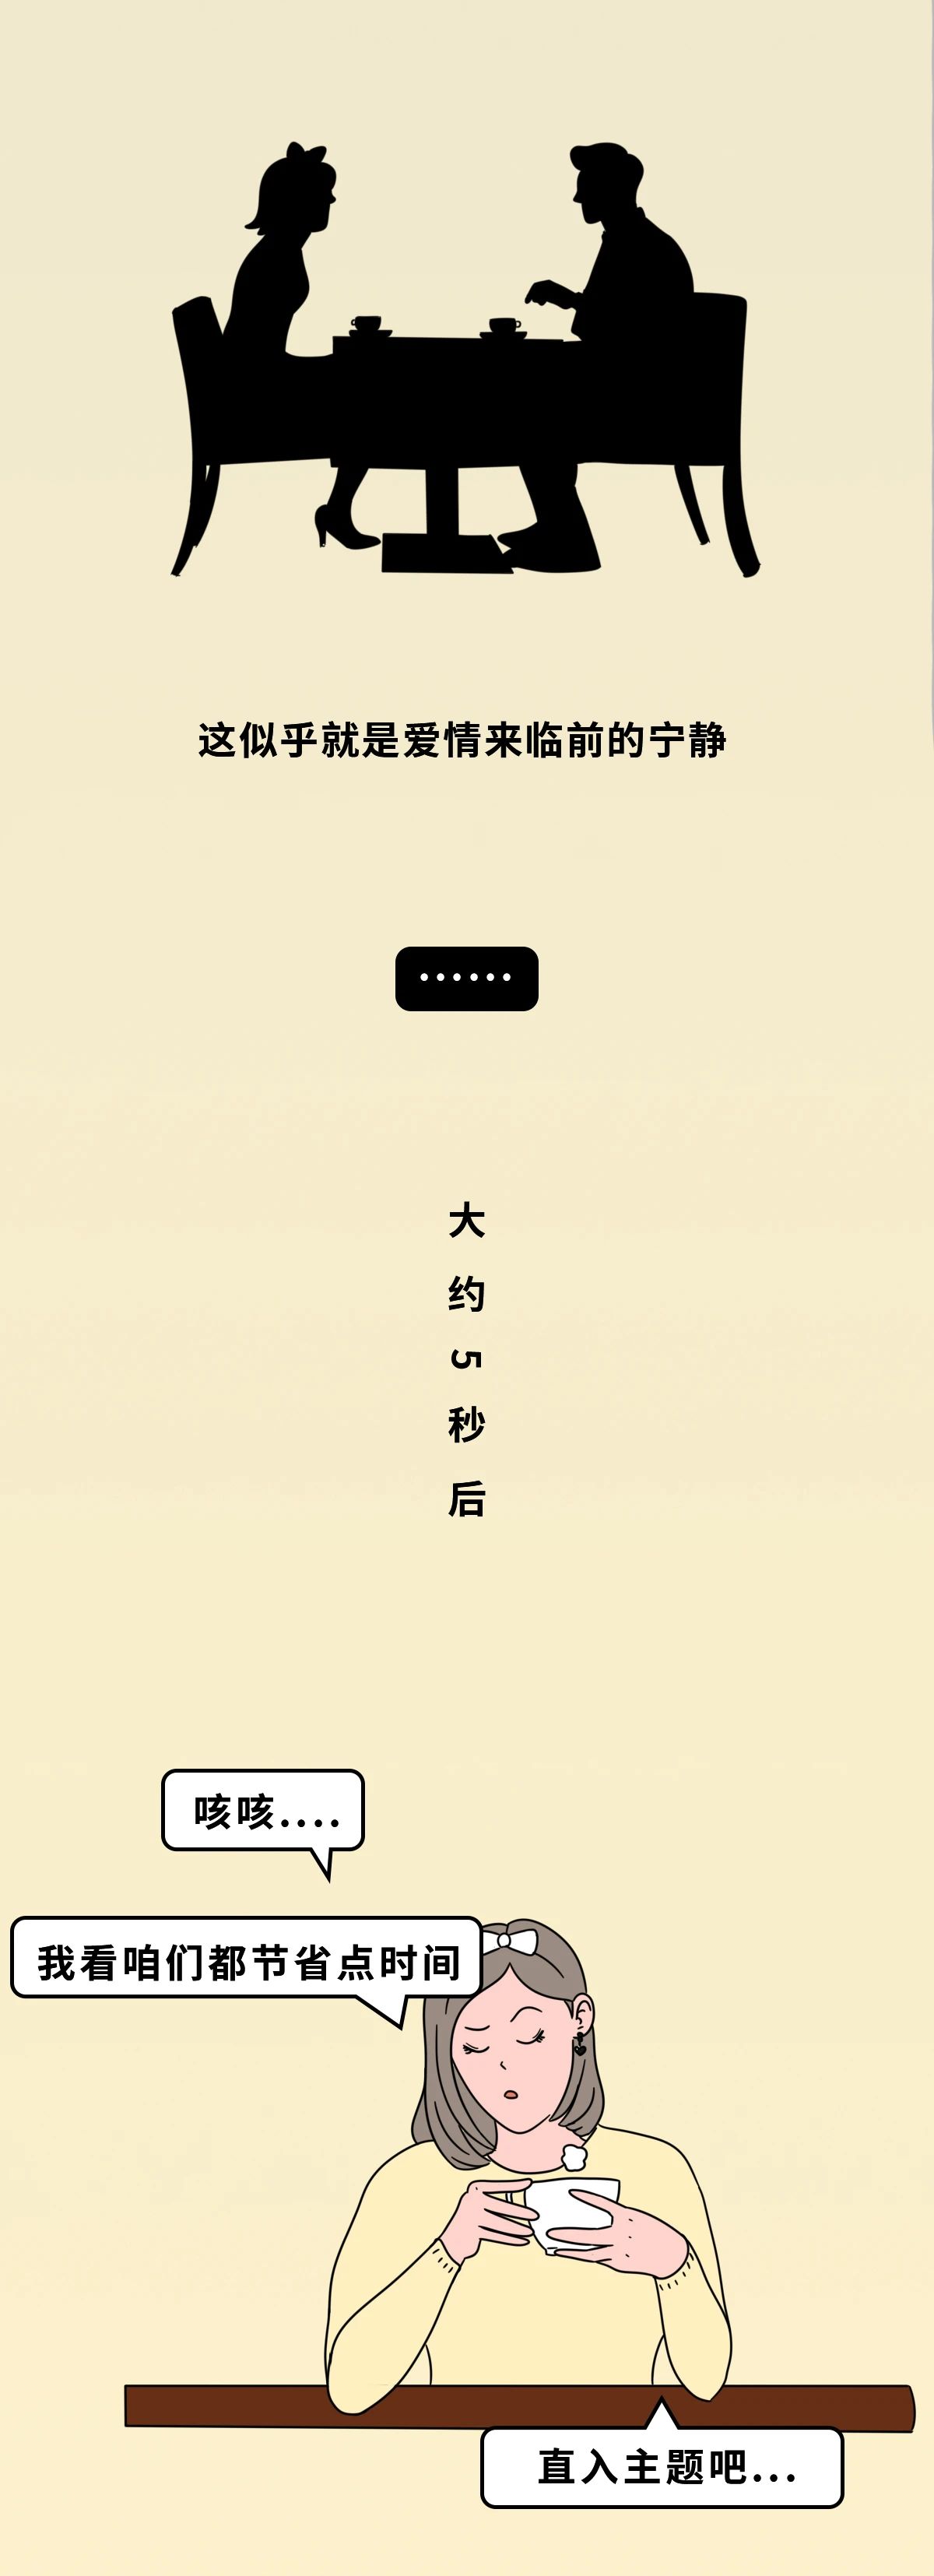 这似乎就是爱情来临前的宁静
······
大约5秒后
咳咳....
我看咱们都节省点时间
直入主题吧...